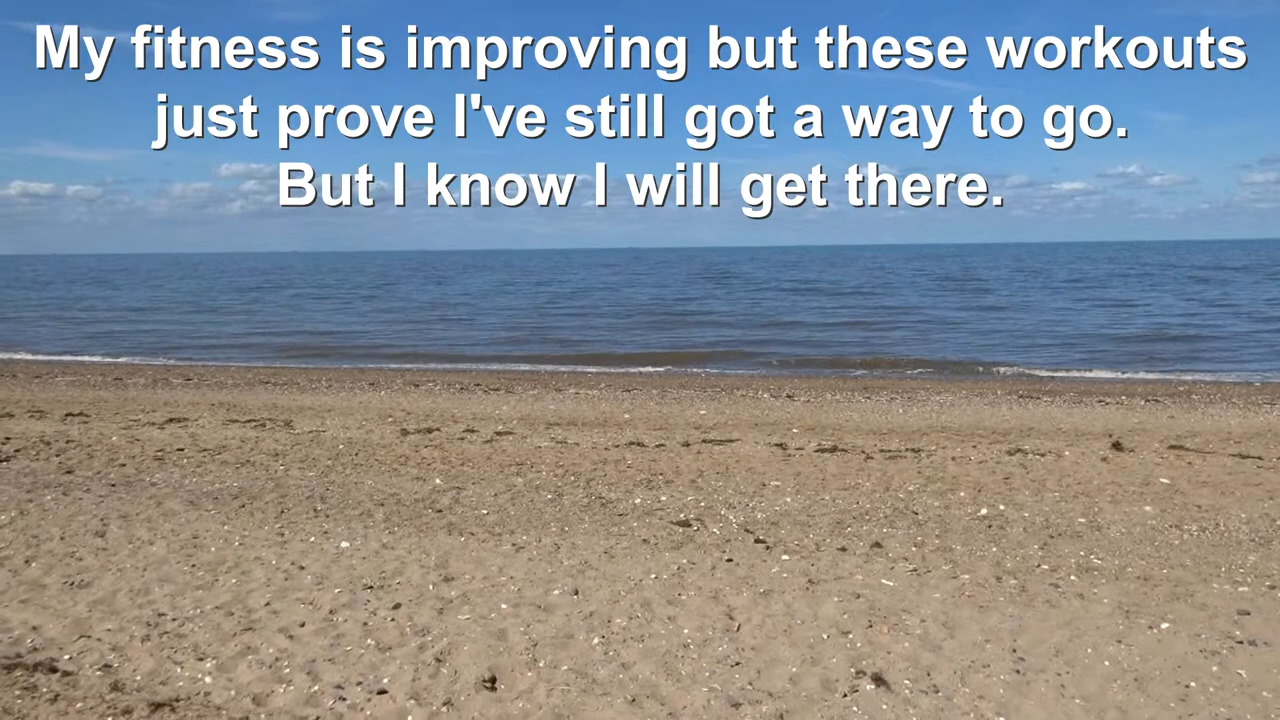 My fitness is improving but these workouts
just prove I've still got a way to go.
But I know I will get there.